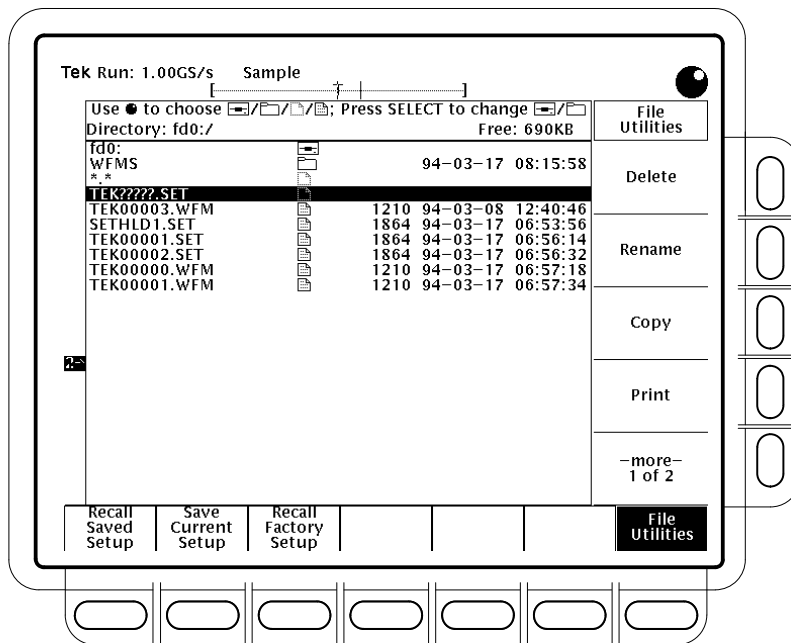 Tek Run: 1.00GS/s Sample
Use to choose / / / ; Press SELECT to change /
Directory: fd0:/ Free: 690KB
fd0:
WFMS 94-03-17 08:15:58
*.*
TEK?????.SET
TEK00003.WFM 1210 94-03-08 12:40:46
SETHLD1.SET 1864 94-03-17 06:53:56
TEK00001.SET 1864 94-03-17 06:56:14
TEK00002.SET 1864 94-03-17 06:56:32
TEK00000.WFM 1210 94-03-17 06:57:18
TEK00001.WFM 1210 94-03-17 06:57:34
File
Utilities
Delete
Rename
Copy
Print
-more-
1 of 2
Recall
Saved
Setup
Save
Current
Setup
Recall
Factory
Setup
File
Utilities